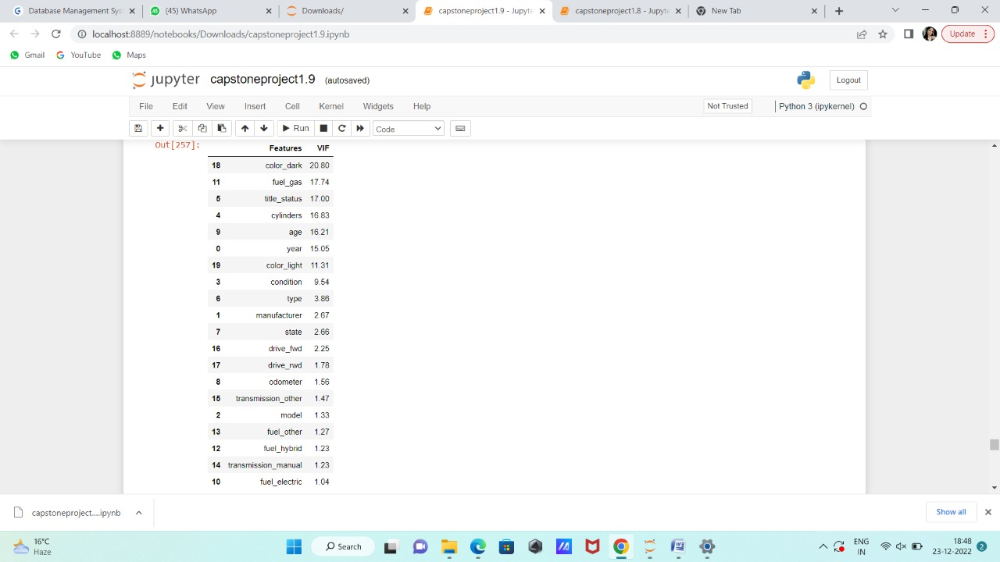 Database Management Sys
(45) WhatsApp
Downloads/
capstoneproject1.9 - Jupyte
capstoneproject1.8 - Jupyte
New Tab
localhost:8889/notebooks/Downloads/capstoneproject1.9.ipynb
Update
Gmail
YouTube
Maps
jupyter capstoneproject1.9 (autosaved)
Logout
File Edit View Insert Cell Kernel Widgets Help
Not Trusted
Python 3 (ipykernel)
Run
Code
Out[257]:
Features VIF
18 color_dark 20.80
11 fuel_gas 17.74
5 title_status 17.00
4 cylinders 16.83
9 age 16.21
0 year 15.05
19 color_light 11.31
3 condition 9.54
6 type 3.86
1 manufacturer 2.67
7 state 2.66
16 drive_fwd 2.25
17 drive_rwd 1.78
8 odometer 1.56
15 transmission_other 1.47
2 model 1.33
13 fuel_other 1.27
12 fuel_hybrid 1.23
14 transmission_manual 1.23
10 fuel_electric 1.04
capstoneproject....ipynb
Show all
16°C
Haze
Search
ENG
IN
18:48
23-12-2022
2